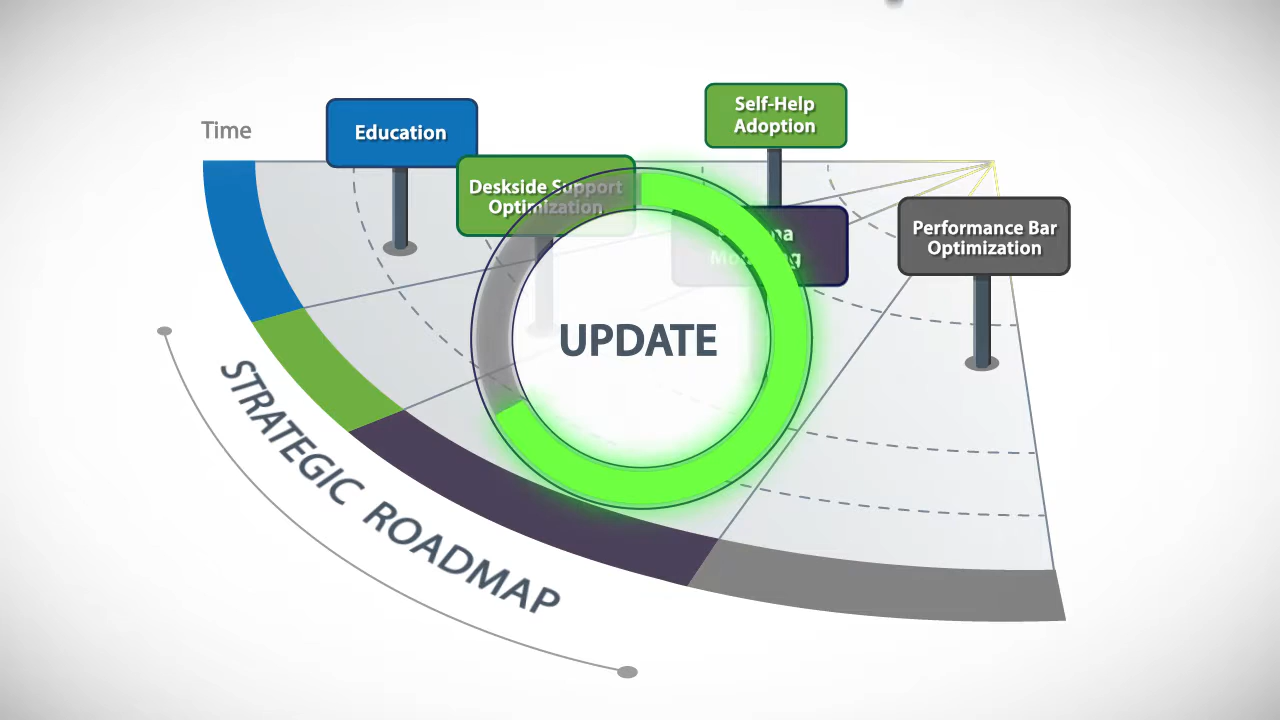 Time
Education
Self-Help
Adoption
Deskside Support
Optimization
Performance Bar
Optimization
UPDATE
STRATEGIC ROADMAP